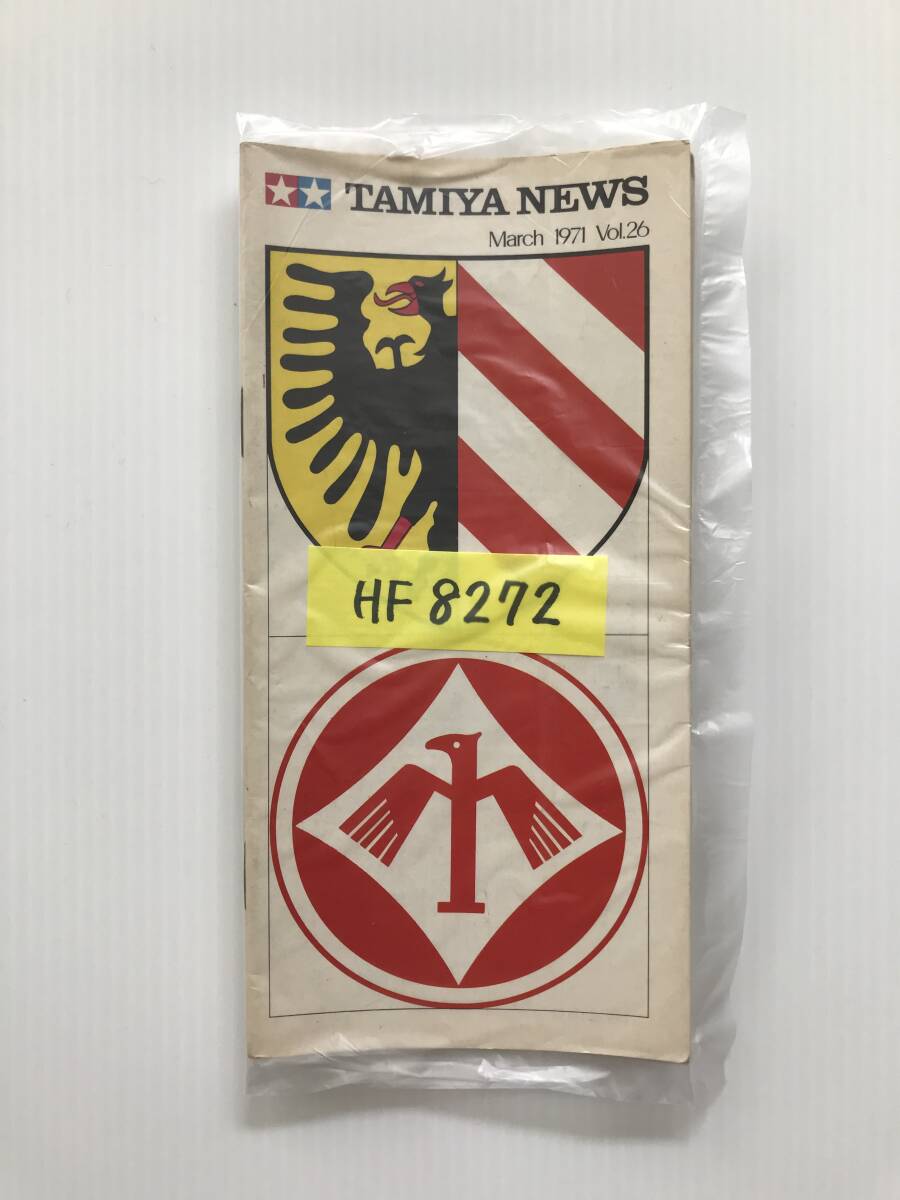 TAMIYA NEWS
March 1971 Vol.26
HF 8272